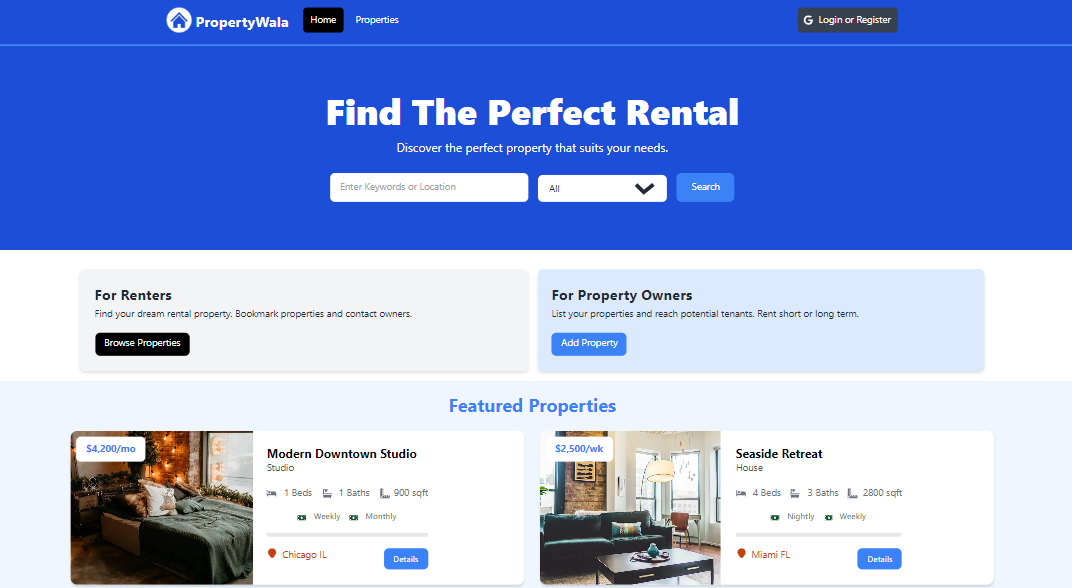 PropertyWala
Home
Properties
G Login or Register
Find The Perfect Rental
Discover the perfect property that suits your needs.
Enter Keywords or Location
All
Search
For Renters
Find your dream rental property. Bookmark properties and contact owners.
Browse Properties
For Property Owners
List your properties and reach potential tenants. Rent short or long term.
Add Property
Featured Properties
$4,200/mo
Modern Downtown Studio
Studio
1 Beds 1 Baths 900 sqft
Weekly Monthly
Chicago IL
Details
$2,500/wk
Seaside Retreat
House
4 Beds 3 Baths 2800 sqft
Nightly Weekly
Miami FL
Details